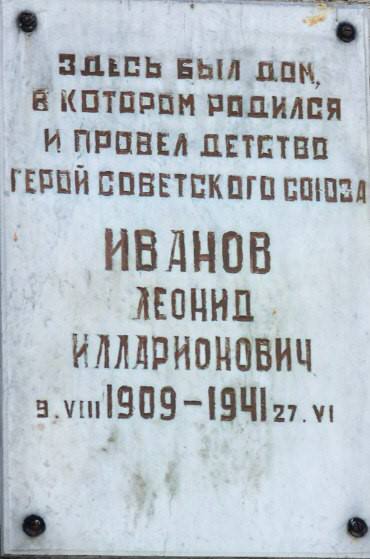 ЗДЕСЬ БЫЛ ДОМ,
В КОТОРОМ РОДИЛСЯ
И ПРОВЕЛ ДЕТСТВО
ГЕРОЙ СОВЕТСКОГО СОЮЗА
ИВАНОВ
ЛЕОНИД
ИЛЛАРИОНОВИЧ
9.VIII 1909-1941 27.VI